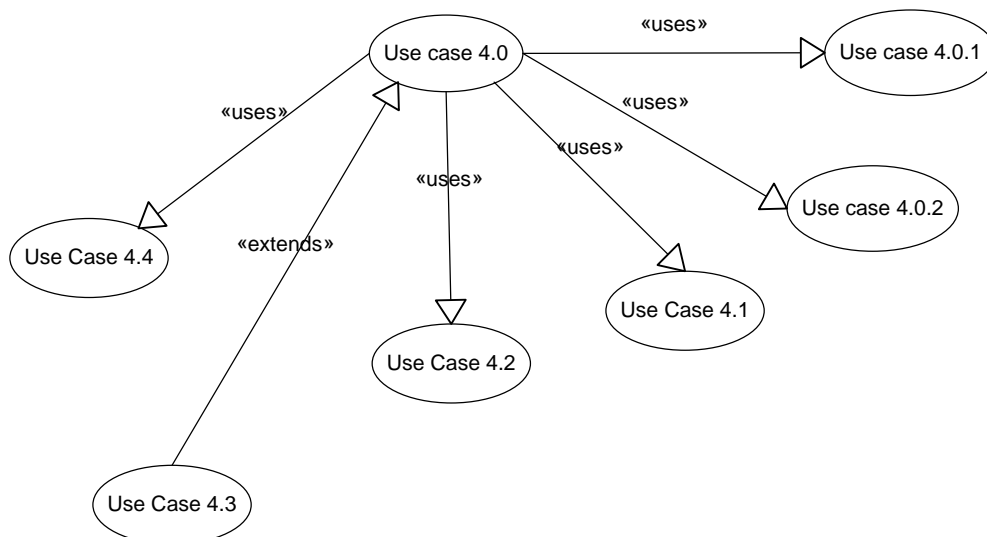 «uses»
Use case 4.0
Use case 4.0.1
«uses»
«uses»
«uses»
«uses»
Use case 4.0.2
«extends»
Use Case 4.4
Use Case 4.1
Use Case 4.2
Use Case 4.3